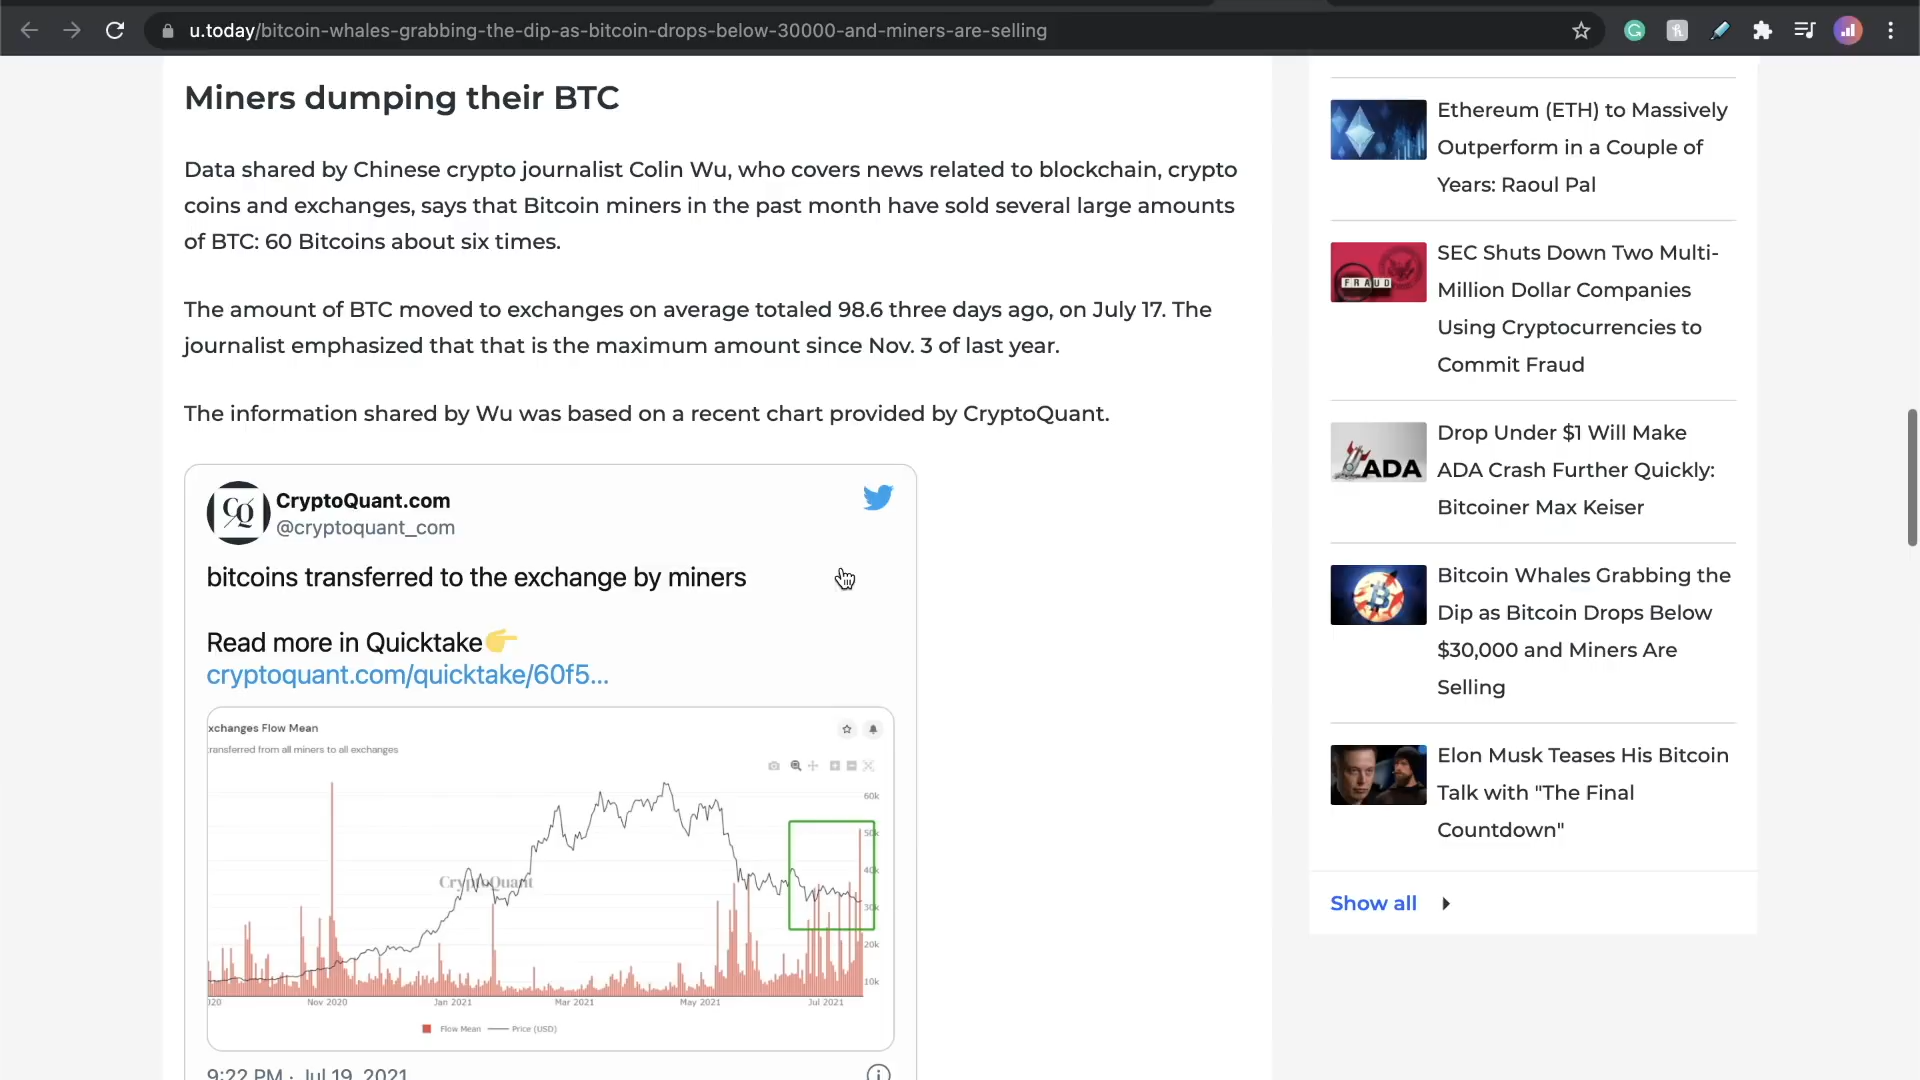 u.today/bitcoin-whales-grabbing-the-dip-as-bitcoin-drops-below-30000-and-miners-are-selling
Miners dumping their BTC
Data shared by Chinese crypto journalist Colin Wu, who covers news related to blockchain, crypto
coins and exchanges, says that Bitcoin miners in the past month have sold several large amounts
of BTC: 60 Bitcoins about six times.
The amount of BTC moved to exchanges on average totaled 98.6 three days ago, on July 17. The
journalist emphasized that that is the maximum amount since Nov. 3 of last year.
The information shared by Wu was based on a recent chart provided by CryptoQuant.
CryptoQuant.com
@cryptoquant_com
bitcoins transferred to the exchange by miners
Read more in Quicktake👉
cryptoquant.com/quicktake/60f5...
xchanges Flow Mean
ransferred from all miners to all exchanges
60k
50k
40k
CryptoQuant
30k
20k
10k
020 Nov 2020 Jan 2021 Mar 2021 May 2021 Jul 2021
Flow Mean Price (USD)
9:22 PM · Jul 19, 2021
Ethereum (ETH) to Massively
Outperform in a Couple of
Years: Raoul Pal
FRAUD
SEC Shuts Down Two Multi-
Million Dollar Companies
Using Cryptocurrencies to
Commit Fraud
ADA
Drop Under $1 Will Make
ADA Crash Further Quickly:
Bitcoiner Max Keiser
Bitcoin Whales Grabbing the
Dip as Bitcoin Drops Below
$30,000 and Miners Are
Selling
Elon Musk Teases His Bitcoin
Talk with "The Final
Countdown"
Show all